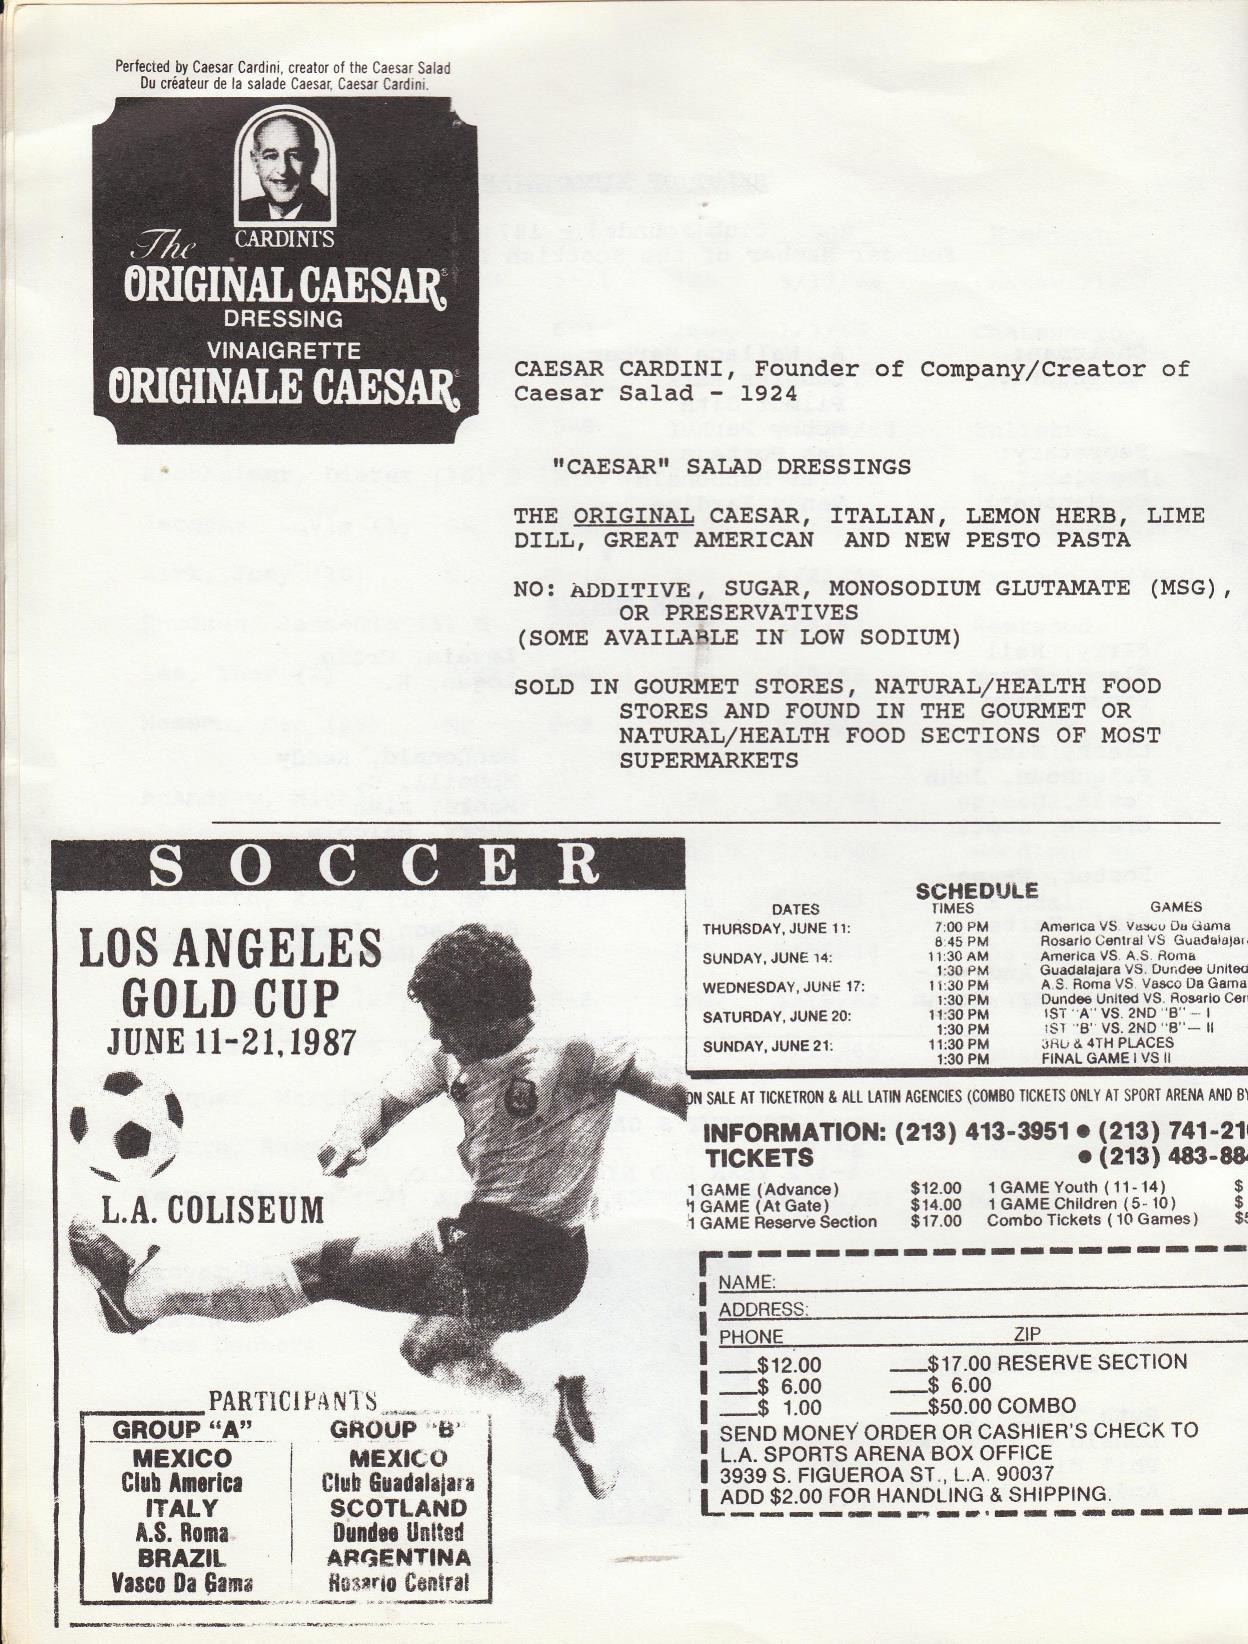 Perfected by Caesar Cardini, creator of the Caesar Salad
Du créateur de la salade Caesar, Caesar Cardini.
CARDINI'S
The
ORIGINAL CAESAR®
DRESSING
VINAIGRETTE
ORIGINALE CAESAR®
CAESAR CARDINI, Founder of Company/Creator of
Caesar Salad - 1924
"CAESAR" SALAD DRESSINGS
THE ORIGINAL CAESAR, ITALIAN, LEMON HERB, LIME
DILL, GREAT AMERICAN AND NEW PESTO PASTA
NO: ADDITIVE, SUGAR, MONOSODIUM GLUTAMATE (MSG),
OR PRESERVATIVES
(SOME AVAILABLE IN LOW SODIUM)
SOLD IN GOURMET STORES, NATURAL/HEALTH FOOD
STORES AND FOUND IN THE GOURMET OR
NATURAL/HEALTH FOOD SECTIONS OF MOST
SUPERMARKETS
SOCCER
LOS ANGELES
GOLD CUP
JUNE 11-21, 1987
L.A. COLISEUM
PARTICIPANTS
GROUP "A" GROUP "B"
MEXICO MEXICO
Club America Club Guadalajara
ITALY SCOTLAND
A.S. Roma Dundee United
BRAZIL ARGENTINA
Vasco Da Gama Rosario Central
SCHEDULE
DATES TIMES GAMES
THURSDAY, JUNE 11: 7:00 PM America VS. Vasco Da Gama
8:45 PM Rosario Central VS Guadalajar
SUNDAY, JUNE 14: 11:30 AM America VS. A.S. Roma
1:30 PM Guadalajara VS. Dundee United
WEDNESDAY, JUNE 17: 11:30 PM A.S. Roma VS. Vasco Da Gama
1:30 PM Dundee United VS. Rosario Cen
SATURDAY, JUNE 20: 11:30 PM 1ST "A" VS. 2ND "B" - I
1:30 PM 1ST "B" VS. 2ND "B" - II
SUNDAY, JUNE 21: 11:30 PM 3RD & 4TH PLACES
1:30 PM FINAL GAME I VS II
ON SALE AT TICKETRON & ALL LATIN AGENCIES (COMBO TICKETS ONLY AT SPORT ARENA AND BY
INFORMATION: (213) 413-3951 • (213) 741-21
TICKETS • (213) 483-88
1 GAME (Advance) $12.00 1 GAME Youth (11-14) $
1 GAME (At Gate) $14.00 1 GAME Children (5-10) $
1 GAME Reserve Section $17.00 Combo Tickets (10 Games) $5
NAME:
ADDRESS:
PHONE ZIP
___$12.00 ___$17.00 RESERVE SECTION
___$ 6.00 ___$ 6.00
___$ 1.00 ___$50.00 COMBO
SEND MONEY ORDER OR CASHIER'S CHECK TO
L.A. SPORTS ARENA BOX OFFICE
3939 S. FIGUEROA ST., L.A. 90037
ADD $2.00 FOR HANDLING & SHIPPING.